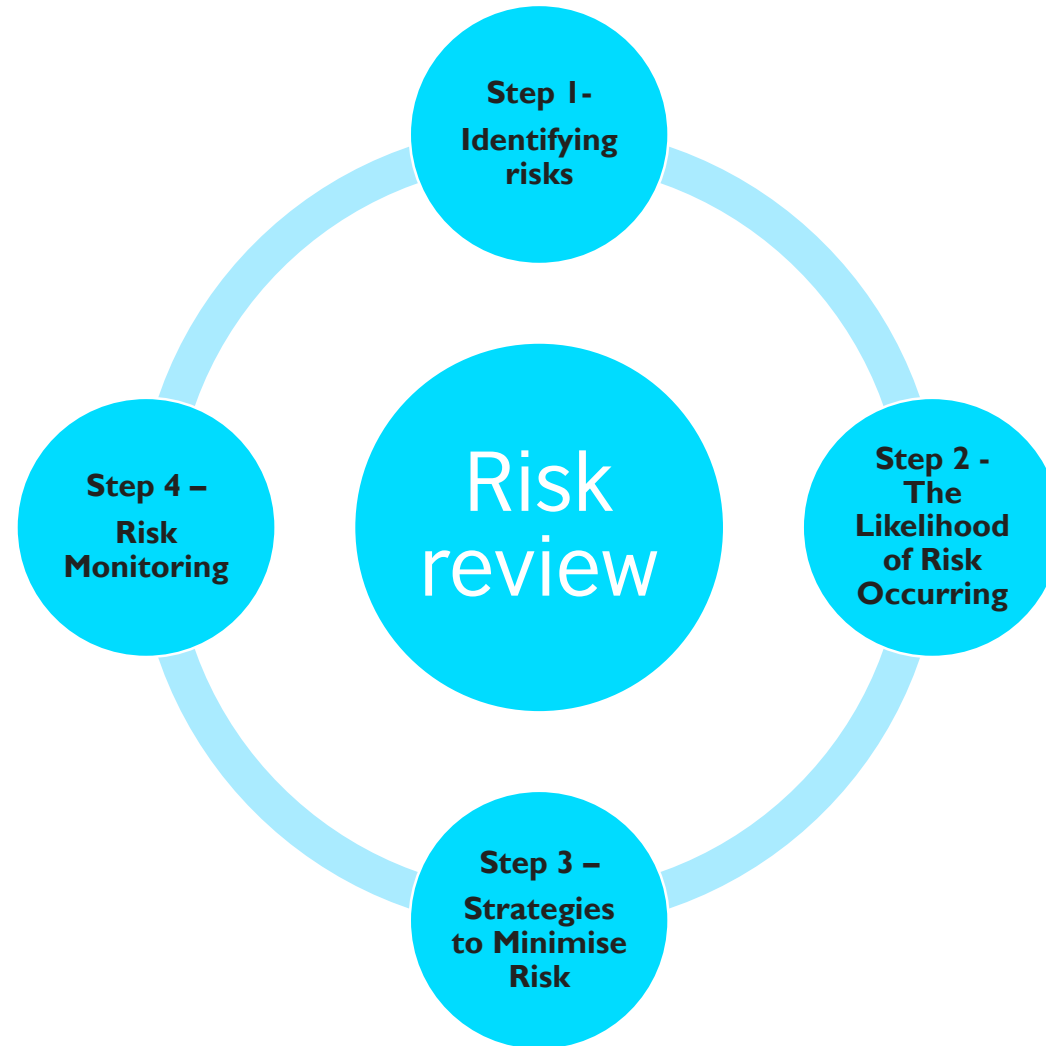 Step 1-
Identifying
risks
Step 2 -
The
Likelihood
of Risk
Occurring
Step 3 –
Strategies
to Minimise
Risk
Step 4 –
Risk
Monitoring
Risk
review